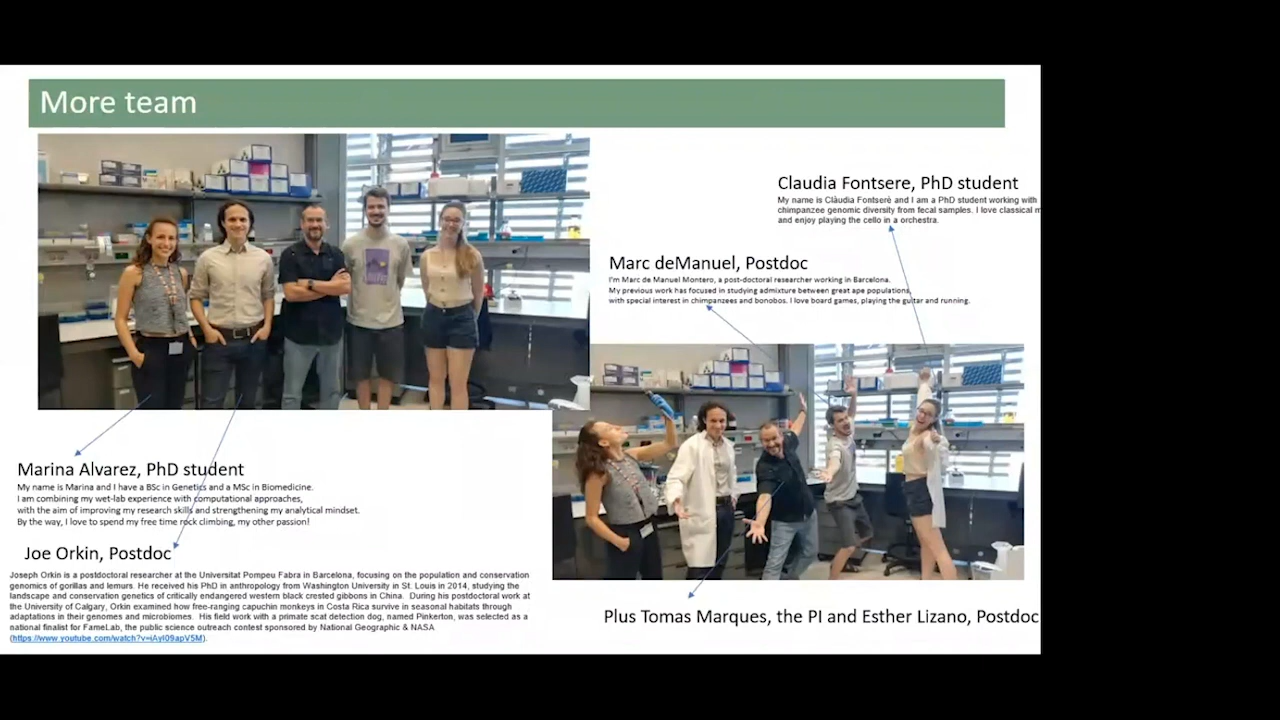 More team
Claudia Fontsere, PhD student
My name is Clàudia Fontserè and I am a PhD student working with
chimpanzee genomic diversity from fecal samples. I love classical m
and enjoy playing the cello in a orchestra.
Marc deManuel, Postdoc
I'm Marc de Manuel Montero, a post-doctoral researcher working in Barcelona.
My previous work has focused in studying admixture between great ape populations,
with special interest in chimpanzees and bonobos. I love board games, playing the guitar and running.
Marina Alvarez, PhD student
My name is Marina and I have a BSc in Genetics and a MSc in Biomedicine.
I am combining my wet-lab experience with computational approaches,
with the aim of improving my research skills and strengthening my analytical mindset.
By the way, I love to spend my free time rock climbing, my other passion!
Joe Orkin, Postdoc
Joseph Orkin is a postdoctoral researcher at the Universitat Pompeu Fabra in Barcelona, focusing on the population and conservation
genomics of gorillas and lemurs. He received his PhD in anthropology from Washington University in St. Louis in 2014, studying the
landscape and conservation genetics of critically endangered western black crested gibbons in China. During his postdoctoral work at
the University of Calgary, Orkin examined how free-ranging capuchin monkeys in Costa Rica survive in seasonal habitats through
adaptations in their genomes and microbiomes. His field work with a primate scat detection dog, named Pinkerton, was selected as a
national finalist for FameLab, the public science outreach contest sponsored by National Geographic & NASA
(https://www.youtube.com/watch?v=iAyI09apV5M).
Plus Tomas Marques, the PI and Esther Lizano, Postdoc